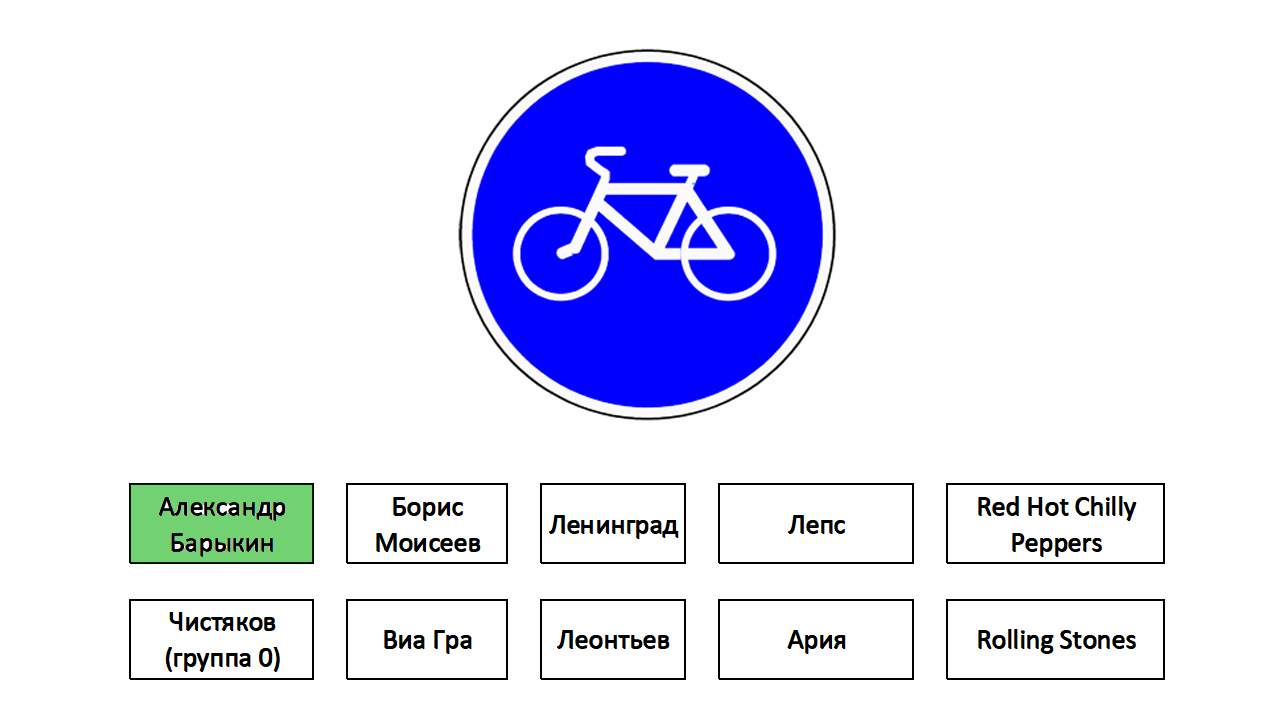 Александр
Барыкин
Борис
Моисеев
Ленинград
Лепс
Red Hot Chilly
Peppers
Чистяков
(группа 0)
Виа Гра
Леонтьев
Ария
Rolling Stones